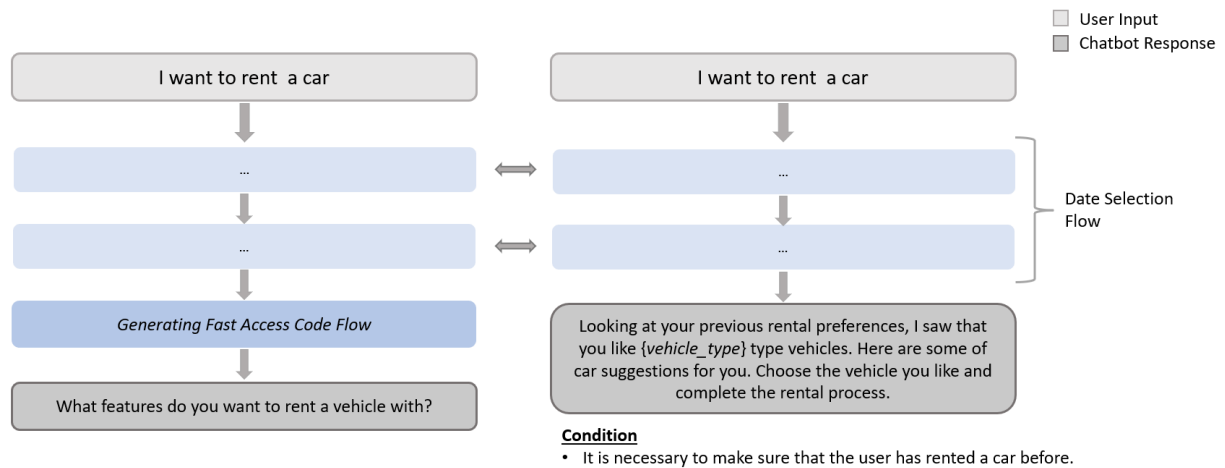 User Input
Chatbot Response
I want to rent  a car
I want to rent  a car
...
...
...
...
Date Selection
Flow
Generating Fast Access Code Flow
Looking at your previous rental preferences, I saw that
you like {vehicle_type} type vehicles. Here are some of
car suggestions for you. Choose the vehicle you like and
complete the rental process.
What features do you want to rent a vehicle with?
Condition
• It is necessary to make sure that the user has rented a car before.